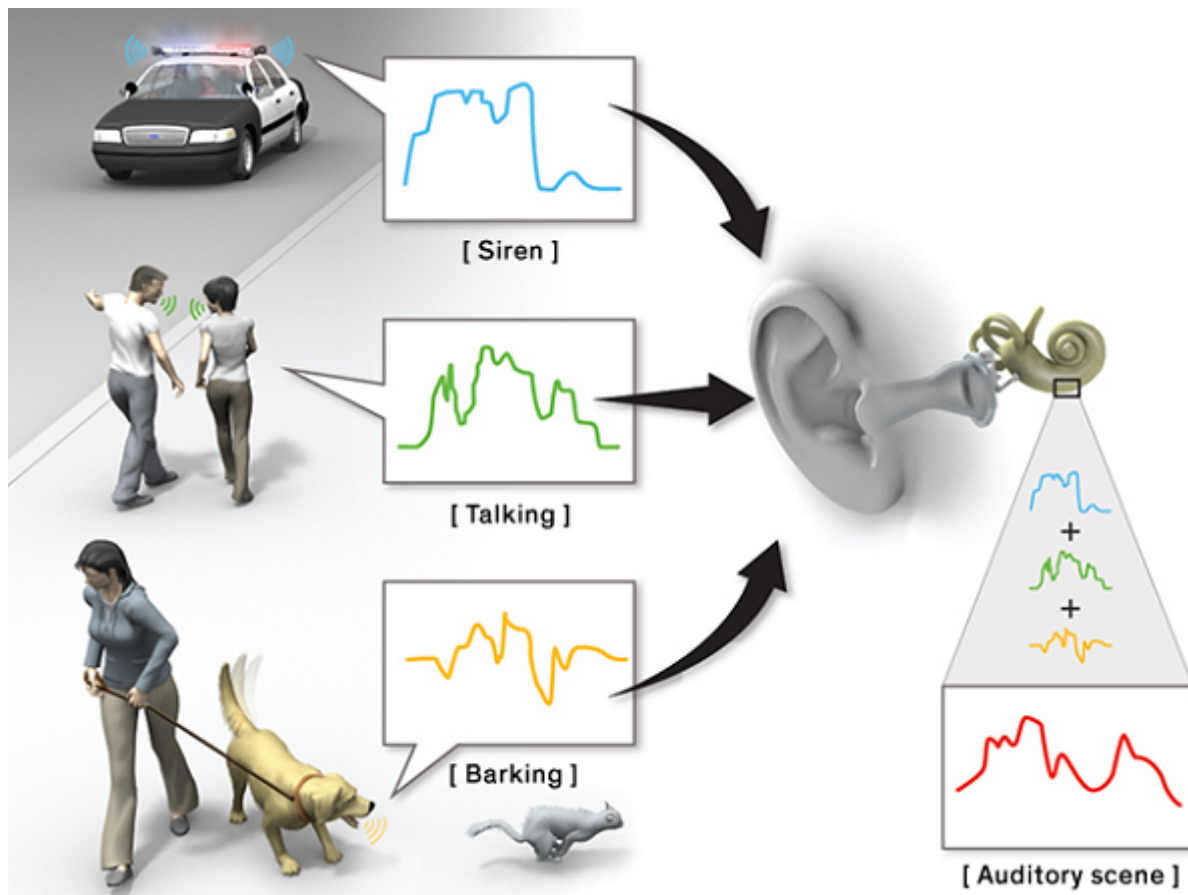 [ Siren ]
[ Talking ]
+
+
[ Barking ]
[ Auditory scene ]